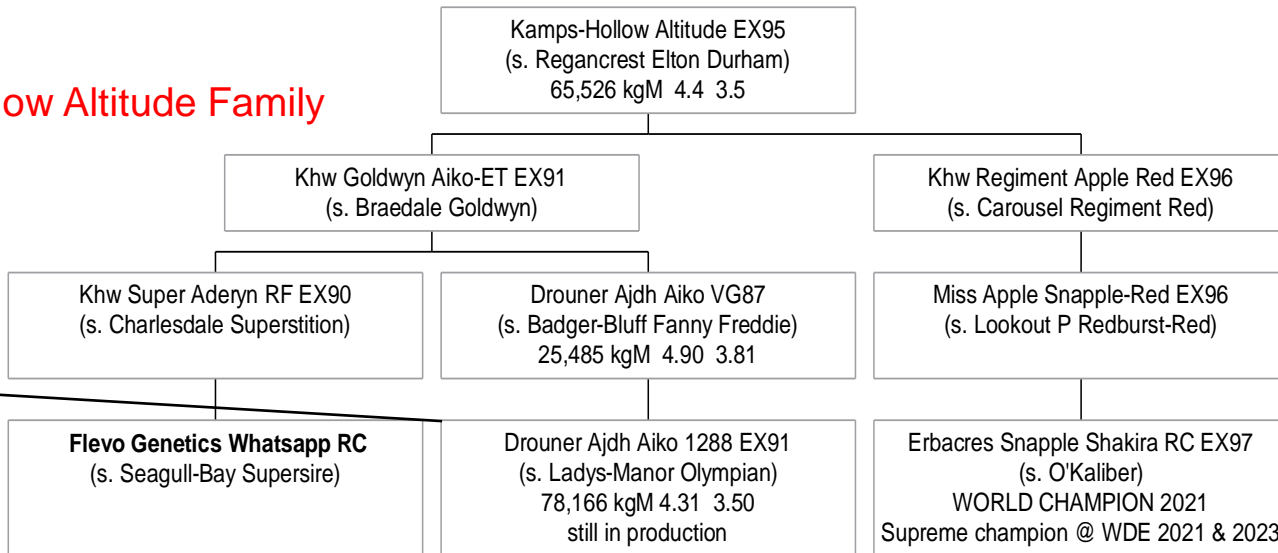 Kamps-Hollow Altitude EX95
(s. Regancrest Elton Durham)
65,526 kgM 4.4 3.5
ow Altitude Family
Khw Goldwyn Aiko-ET EX91
(s. Braedale Goldwyn)
Khw Regiment Apple Red EX96
(s. Carousel Regiment Red)
Khw Super Aderyn RF EX90
(s. Charlesdale Superstition)
Drouner Ajdh Aiko VG87
(s. Badger-Bluff Fanny Freddie)
25,485 kgM 4.90 3.81
Miss Apple Snapple-Red EX96
(s. Lookout P Redburst-Red)
Flevo Genetics Whatsapp RC
(s. Seagull-Bay Supersire)
Drouner Ajdh Aiko 1288 EX91
(s. Ladys-Manor Olympian)
78,166 kgM 4.31 3.50
still in production
Erbacres Snapple Shakira RC EX97
(s. O'Kaliber)
WORLD CHAMPION 2021
Supreme champion @ WDE 2021 & 2023